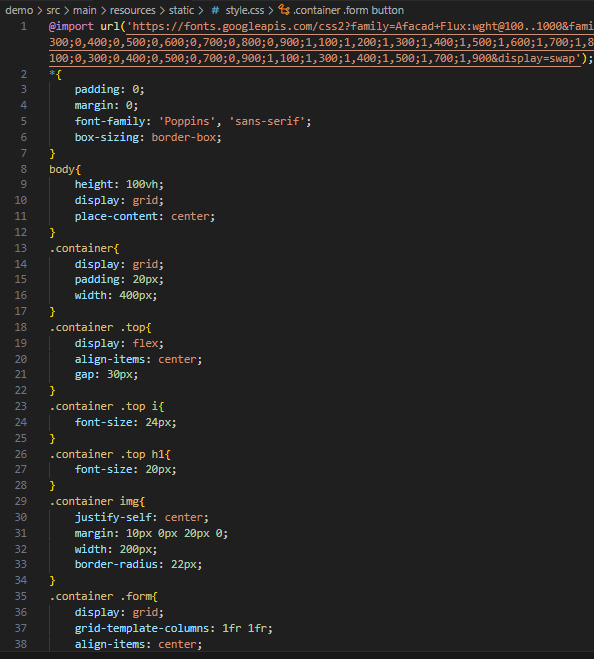 demo > src > main > resources > static > # style.css > .container .form button
1 @import url('https://fonts.googleapis.com/css2?family=Afacad+Flux:wght@100..1000&fami
300;0,400;0,500;0,600;0,700;0,800;0,900;1,100;1,200;1,300;1,400;1,500;1,600;1,700;1,8
100;0,300;0,400;0,500;0,700;0,900;1,100;1,300;1,400;1,500;1,700;1,900&display=swap');
2 *{
3 padding: 0;
4 margin: 0;
5 font-family: 'Poppins', 'sans-serif';
6 box-sizing: border-box;
7 }
8 body{
9 height: 100vh;
10 display: grid;
11 place-content: center;
12 }
13 .container{
14 display: grid;
15 padding: 20px;
16 width: 400px;
17 }
18 .container .top{
19 display: flex;
20 align-items: center;
21 gap: 30px;
22 }
23 .container .top i{
24 font-size: 24px;
25 }
26 .container .top h1{
27 font-size: 20px;
28 }
29 .container img{
30 justify-self: center;
31 margin: 10px 0px 20px 0;
32 width: 200px;
33 border-radius: 22px;
34 }
35 .container .form{
36 display: grid;
37 grid-template-columns: 1fr 1fr;
38 align-items: center;